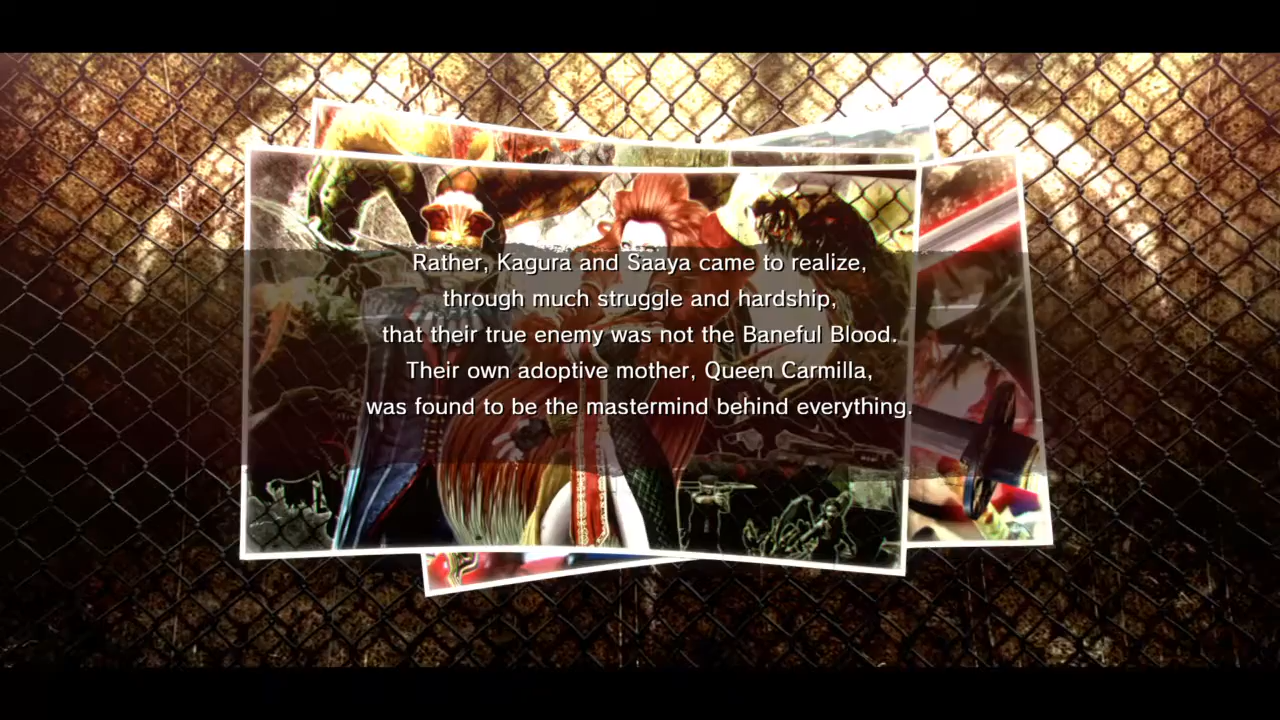 Rather, Kagura and Saaya came to realize,
through much struggle and hardship,
that their true enemy was not the Baneful Blood.
Their own adoptive mother, Queen Carmilla,
was found to be the mastermind behind everything.